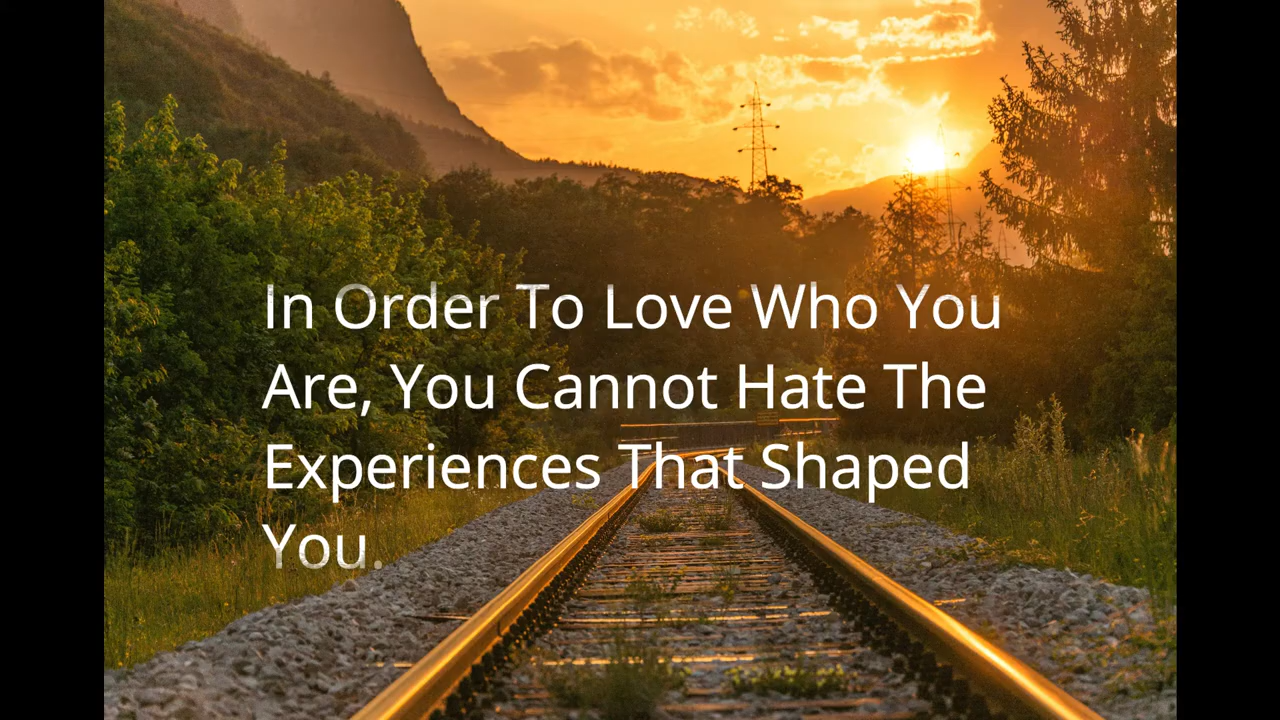 In Order To Love Who You
Are, You Cannot Hate The
Experiences That Shaped
You.